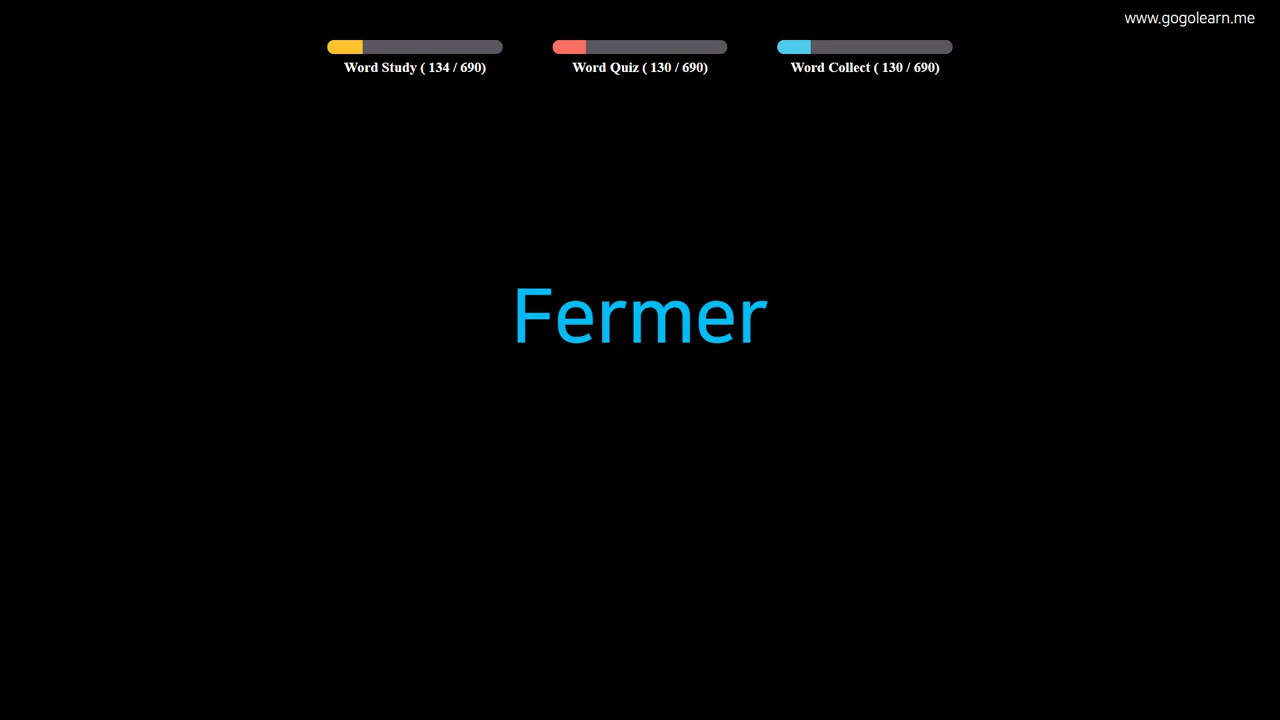 www.gogolearn.me
Word Study ( 134 / 690)
Word Quiz ( 130 / 690)
Word Collect ( 130 / 690)
Fermer